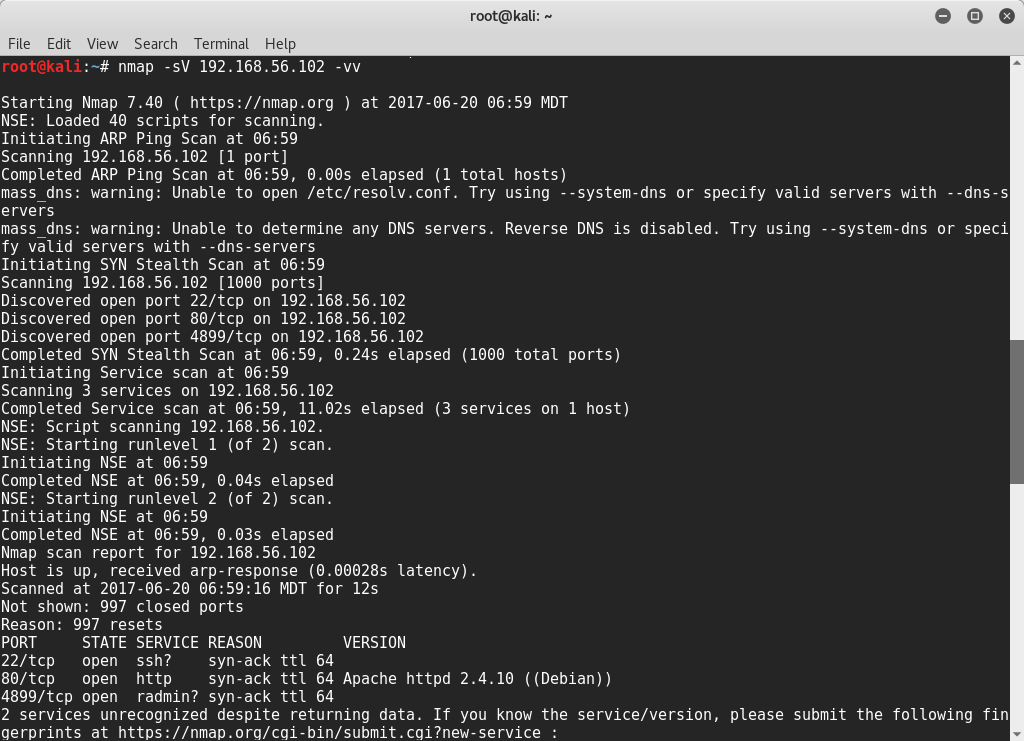 root@kali: ~
File Edit View Search Terminal Help
root@kali:~# nmap -sV 192.168.56.102 -vv
Starting Nmap 7.40 ( https://nmap.org ) at 2017-06-20 06:59 MDT
NSE: Loaded 40 scripts for scanning.
Initiating ARP Ping Scan at 06:59
Scanning 192.168.56.102 [1 port]
Completed ARP Ping Scan at 06:59, 0.00s elapsed (1 total hosts)
mass_dns: warning: Unable to open /etc/resolv.conf. Try using --system-dns or specify valid servers with --dns-s
ervers
mass_dns: warning: Unable to determine any DNS servers. Reverse DNS is disabled. Try using --system-dns or speci
fy valid servers with --dns-servers
Initiating SYN Stealth Scan at 06:59
Scanning 192.168.56.102 [1000 ports]
Discovered open port 22/tcp on 192.168.56.102
Discovered open port 80/tcp on 192.168.56.102
Discovered open port 4899/tcp on 192.168.56.102
Completed SYN Stealth Scan at 06:59, 0.24s elapsed (1000 total ports)
Initiating Service scan at 06:59
Scanning 3 services on 192.168.56.102
Completed Service scan at 06:59, 11.02s elapsed (3 services on 1 host)
NSE: Script scanning 192.168.56.102.
NSE: Starting runlevel 1 (of 2) scan.
Initiating NSE at 06:59
Completed NSE at 06:59, 0.04s elapsed
NSE: Starting runlevel 2 (of 2) scan.
Initiating NSE at 06:59
Completed NSE at 06:59, 0.03s elapsed
Nmap scan report for 192.168.56.102
Host is up, received arp-response (0.00028s latency).
Scanned at 2017-06-20 06:59:16 MDT for 12s
Not shown: 997 closed ports
Reason: 997 resets
PORT     STATE SERVICE REASON         VERSION
22/tcp   open  ssh?    syn-ack ttl 64
80/tcp   open  http    syn-ack ttl 64 Apache httpd 2.4.10 ((Debian))
4899/tcp open  radmin? syn-ack ttl 64
2 services unrecognized despite returning data. If you know the service/version, please submit the following fin
gerprints at https://nmap.org/cgi-bin/submit.cgi?new-service :